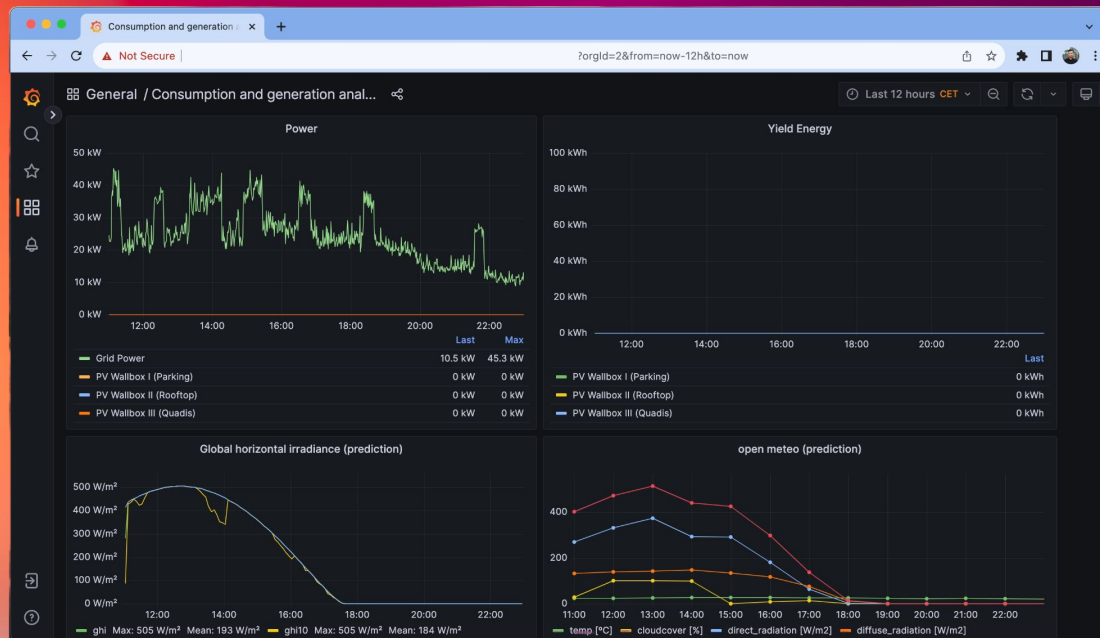 Consumption and generation a
Not Secure
?orgId=2&from=now-12h&to=now
General / Consumption and generation anal...
Last 12 hours CET
Power
50 kW
40 kW
30 kW
20 kW
10 kW
0 kW
12:00 14:00 16:00 18:00 20:00 22:00
Last Max
Grid Power 10.5 kW 45.3 kW
PV Wallbox I (Parking) 0 kW 0 kW
PV Wallbox II (Rooftop) 0 kW 0 kW
PV Wallbox III (Quadis) 0 kW 0 kW
Yield Energy
100 kWh
80 kWh
60 kWh
40 kWh
20 kWh
0 kWh
12:00 14:00 16:00 18:00 20:00 22:00
Last
PV Wallbox I (Parking) 0 kWh
PV Wallbox II (Rooftop) 0 kWh
PV Wallbox III (Quadis) 0 kWh
Global horizontal irradiance (prediction)
500 W/m²
400 W/m²
300 W/m²
200 W/m²
100 W/m²
0 W/m²
12:00 14:00 16:00 18:00 20:00 22:00
ghi Max: 505 W/m² Mean: 193 W/m² ghi10 Max: 505 W/m² Mean: 184 W/m²
open meteo (prediction)
400
200
0
11:00 12:00 13:00 14:00 15:00 16:00 17:00 18:00 19:00 20:00 21:00 22:00
temp [ºC] cloudcover [%] direct_radiation [W/m2] diffuse_radiation [W/m2]